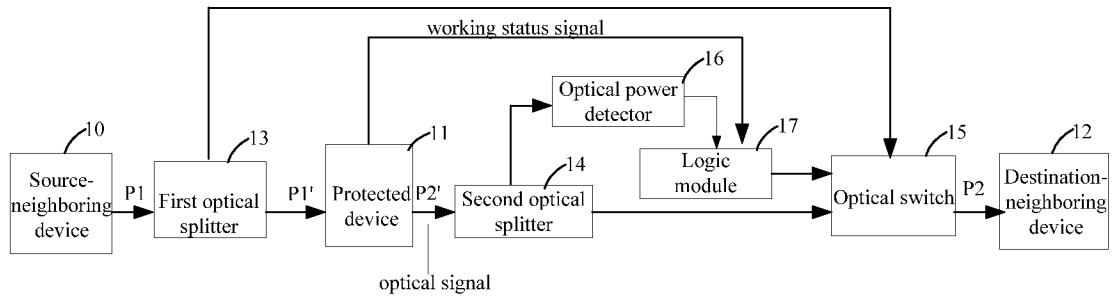 14
working status signal
16
Optical power
detector
10
13
11
17
15
12
Source-
neighboring
device
P1
First optical
splitter
P1'
Protected
device
P2'
14
Second optical
splitter
Logic
module
Optical switch
P2
Destination-
neighboring
device
optical signal